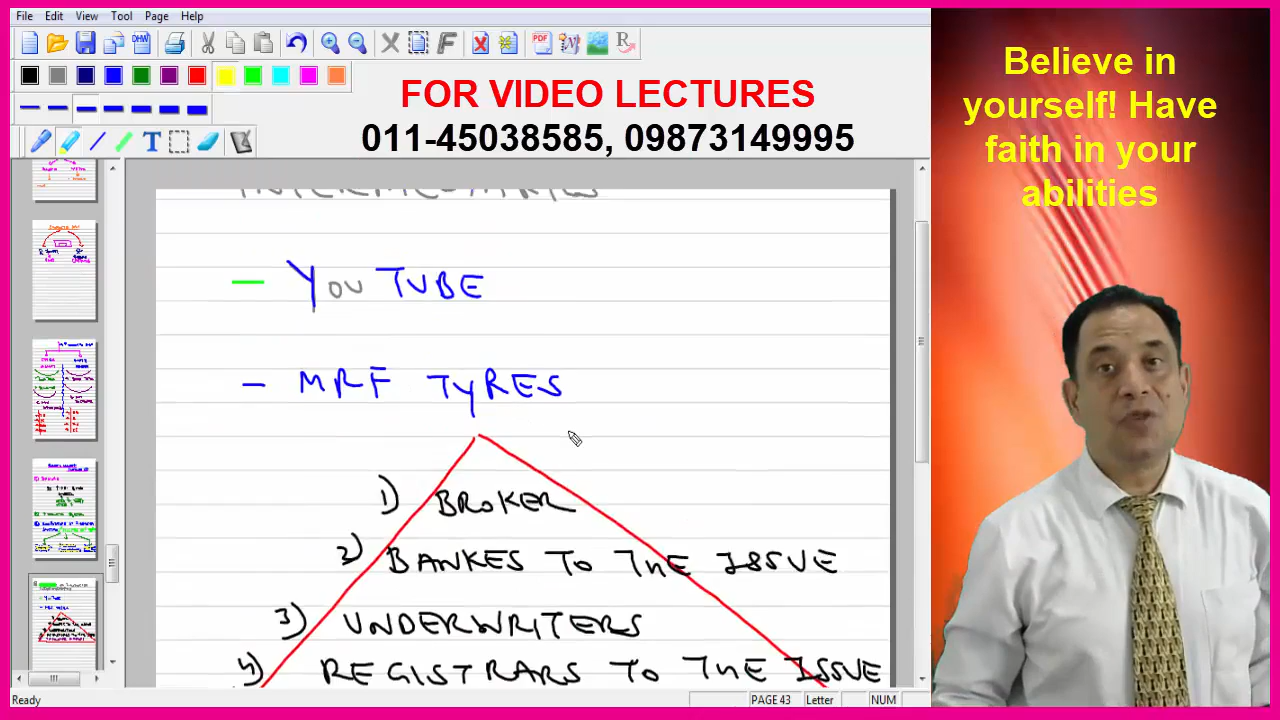 File Edit View Tool Page Help
FOR VIDEO LECTURES
011-45038585, 09873149995
Believe in
yourself! Have
faith in your
abilities
INTERMEDIARIES
— YOUTUBE
- MRF TYRES
1) BROKER
2) BANKES TO THE ISSUE
3) UNDERWRITERS
4) REGISTRARS TO THE ISSUE
Ready PAGE 43 Letter NUM